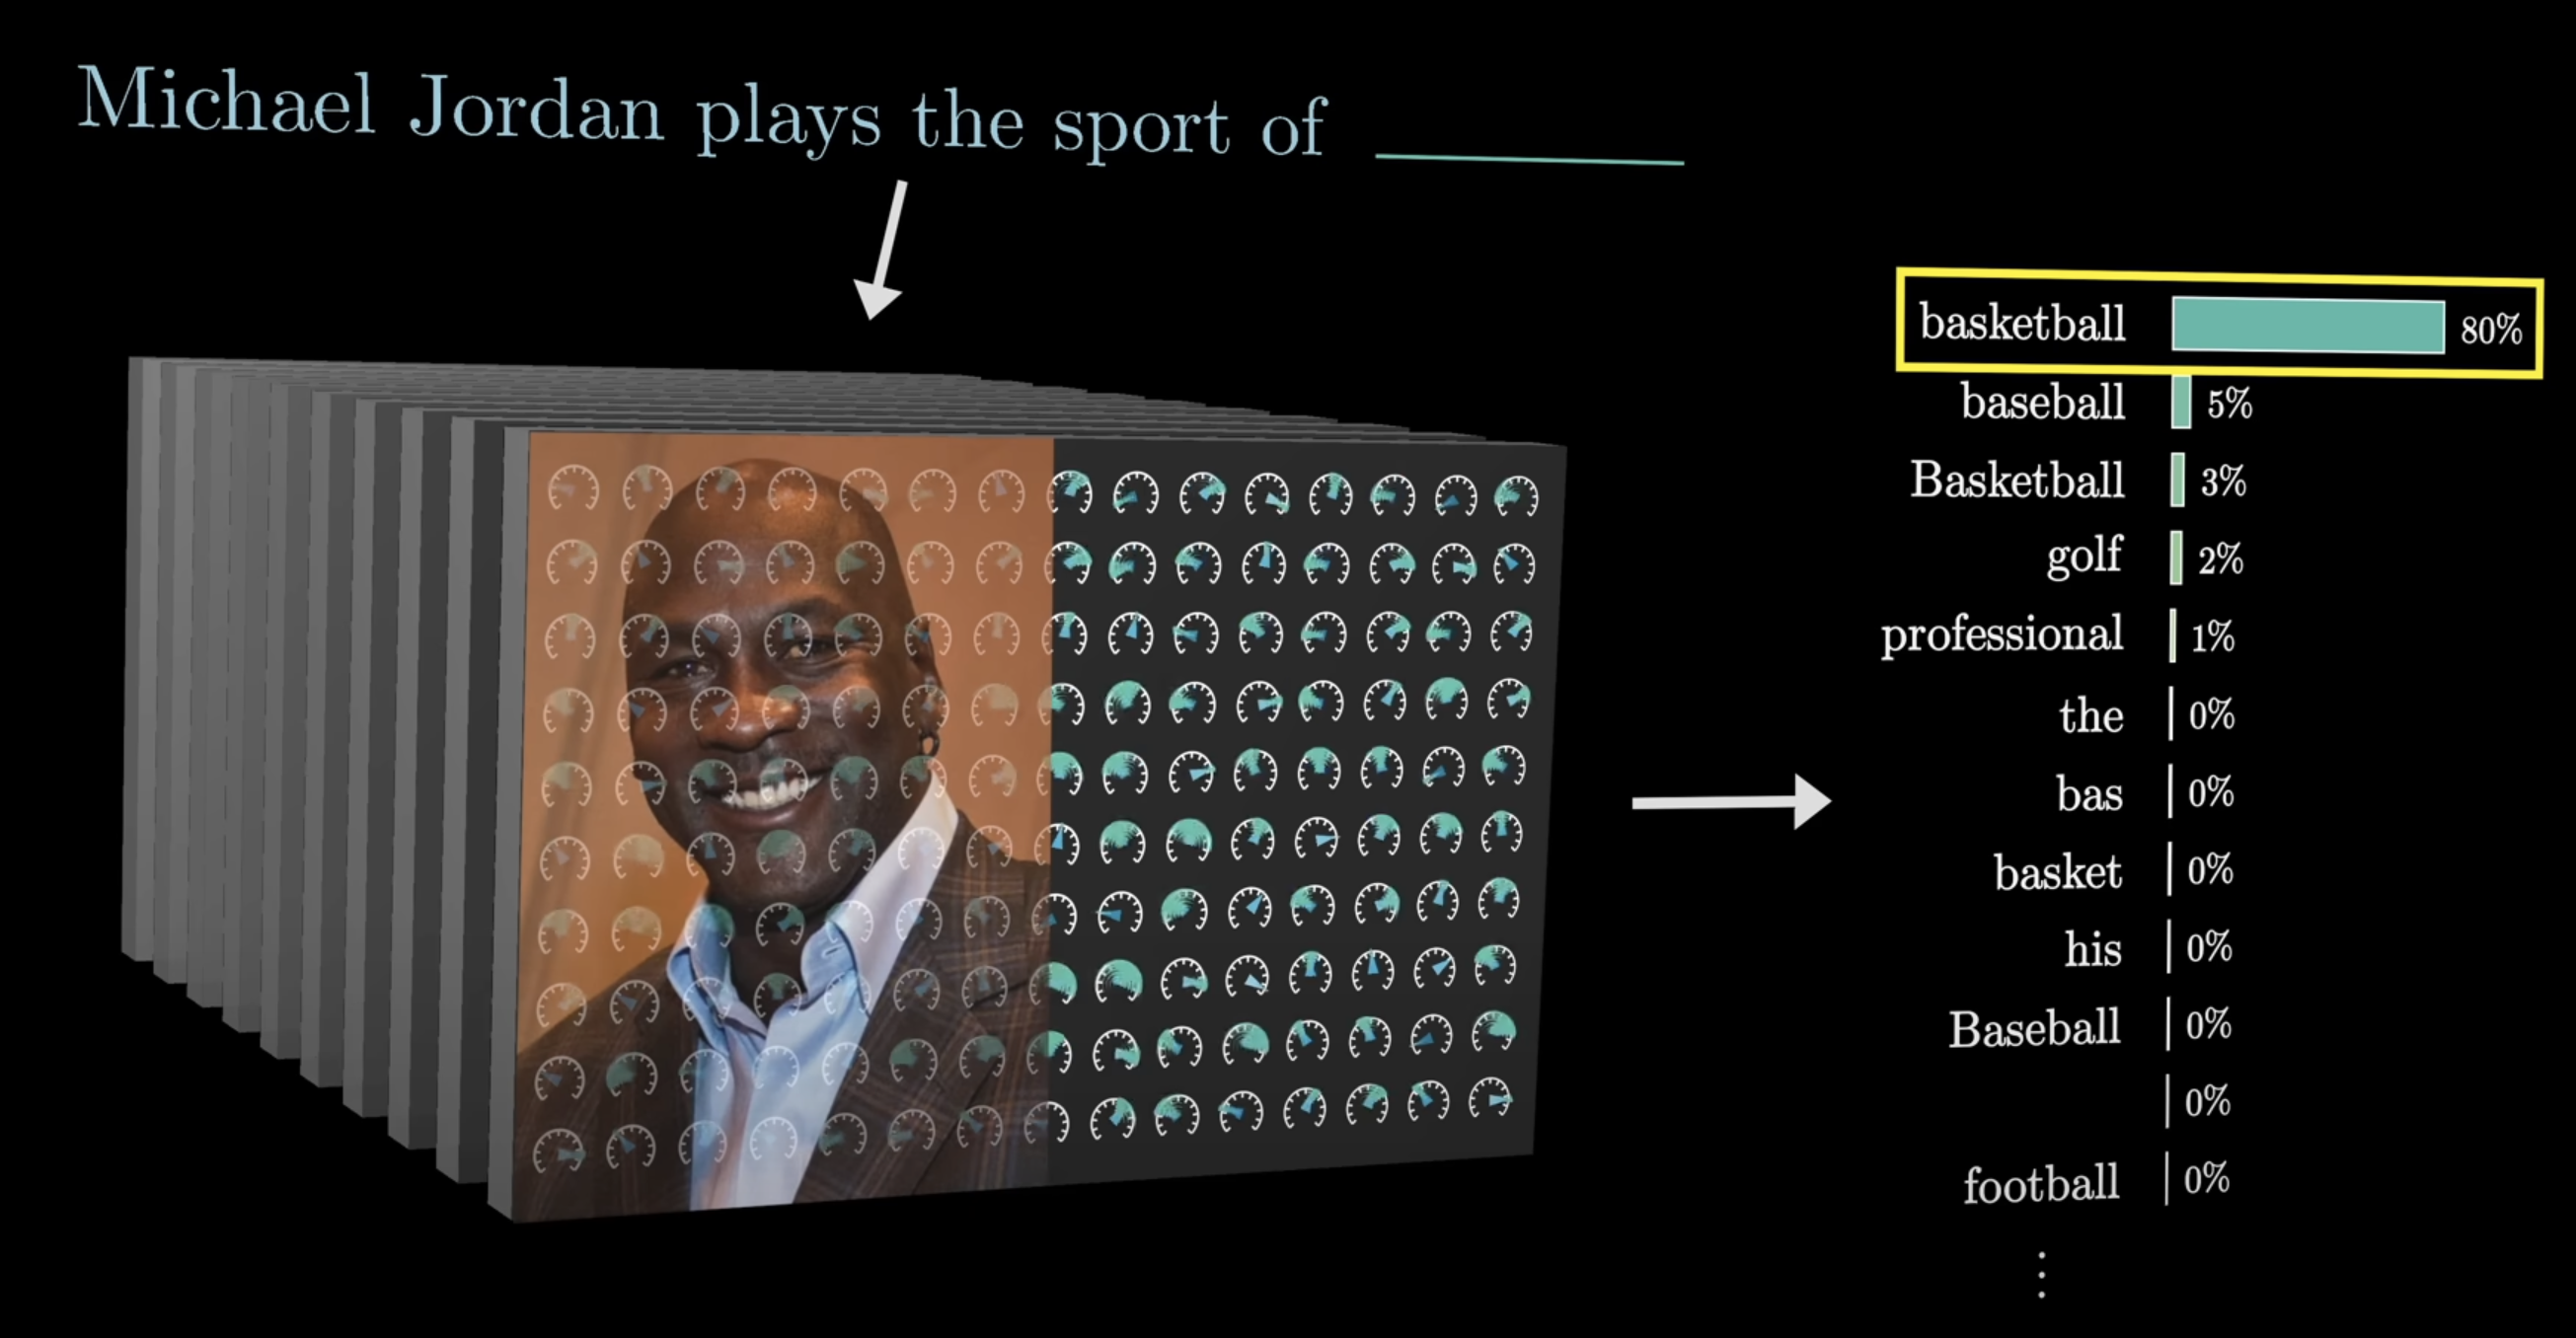 Michael Jordan plays the sport of ________
basketball 80%
baseball 5%
Basketball 3%
golf 2%
professional 1%
the 0%
bas 0%
basket 0%
his 0%
Baseball 0%
0%
football 0%
⋮